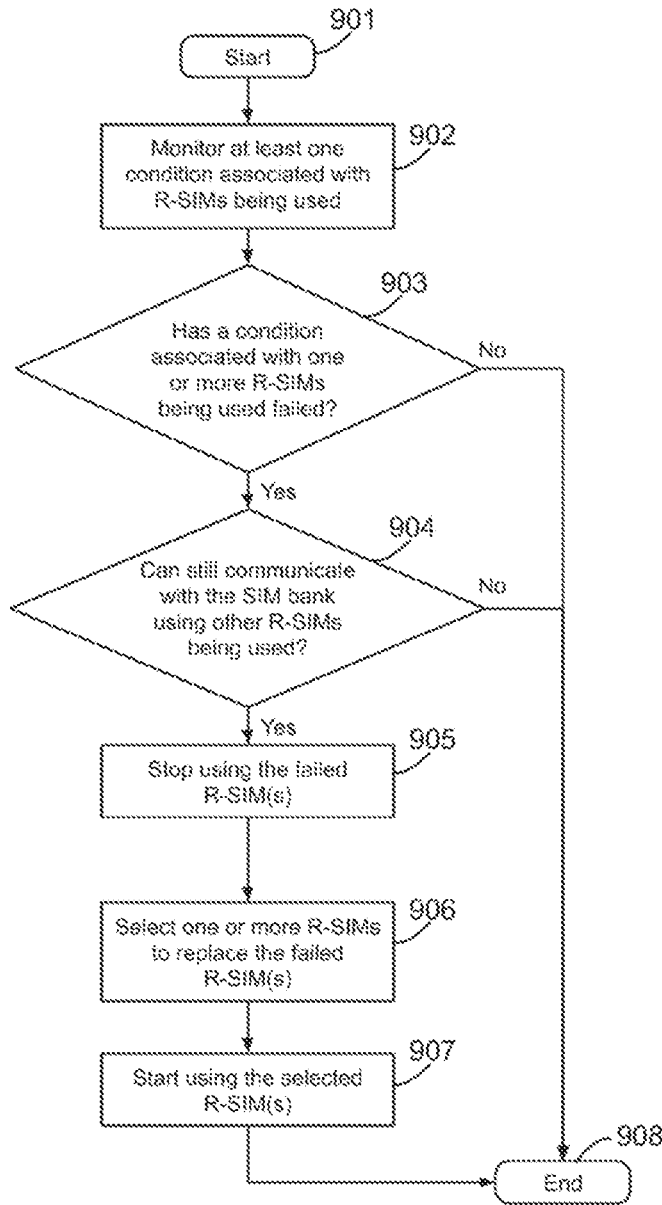 901
Start
902
Monitor at least one
condition associated with
R-SIMs being used
903
Has a condition
associated with one
or more R-SIMs
being used failed?
No
Yes
904
Can still communicate
with the SIM bank
using other R-SIMs
being used?
No
Yes
905
Stop using the failed
R-SIM(s)
906
Select one or more R-SIMs
to replace the failed
R-SIM(s)
907
Start using the selected
R-SIM(s)
908
End